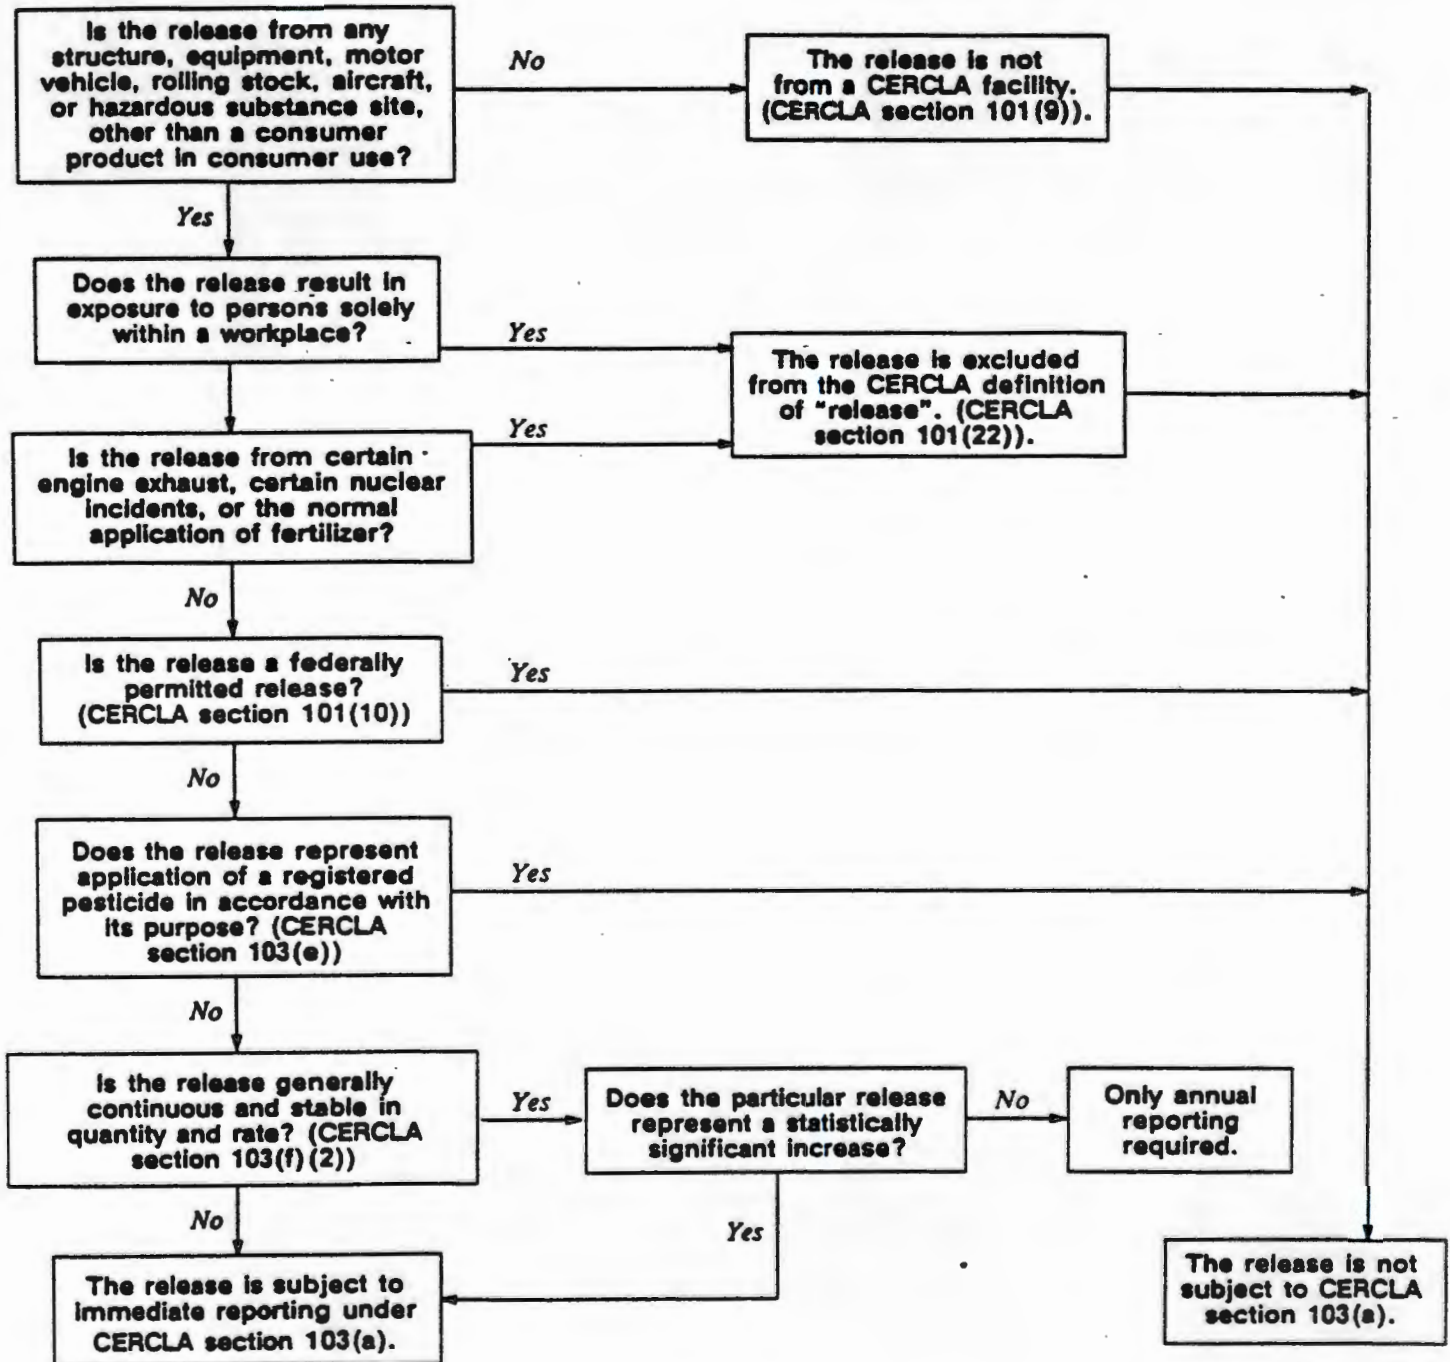 Is the release from any
structure, equipment, motor
vehicle, rolling stock, aircraft,
or hazardous substance site,
other than a consumer
product in consumer use?
No
The release is not
from a CERCLA facility.
(CERCLA section 101(9)).
Yes
Does the release result in
exposure to persons solely
within a workplace?
Yes
The release is excluded
from the CERCLA definition
of "release". (CERCLA
section 101(22)).
Is the release from certain
engine exhaust, certain nuclear
incidents, or the normal
application of fertilizer?
Yes
No
Is the release a federally
permitted release?
(CERCLA section 101(10))
Yes
No
Does the release represent
application of a registered
pesticide in accordance with
its purpose? (CERCLA
section 103(e))
Yes
No
Is the release generally
continuous and stable in
quantity and rate? (CERCLA
section 103(f)(2))
Yes
Does the particular release
represent a statistically
significant increase?
No
Only annual
reporting
required.
No
Yes
The release is subject to
immediate reporting under
CERCLA section 103(a).
The release is not
subject to CERCLA
section 103(a).